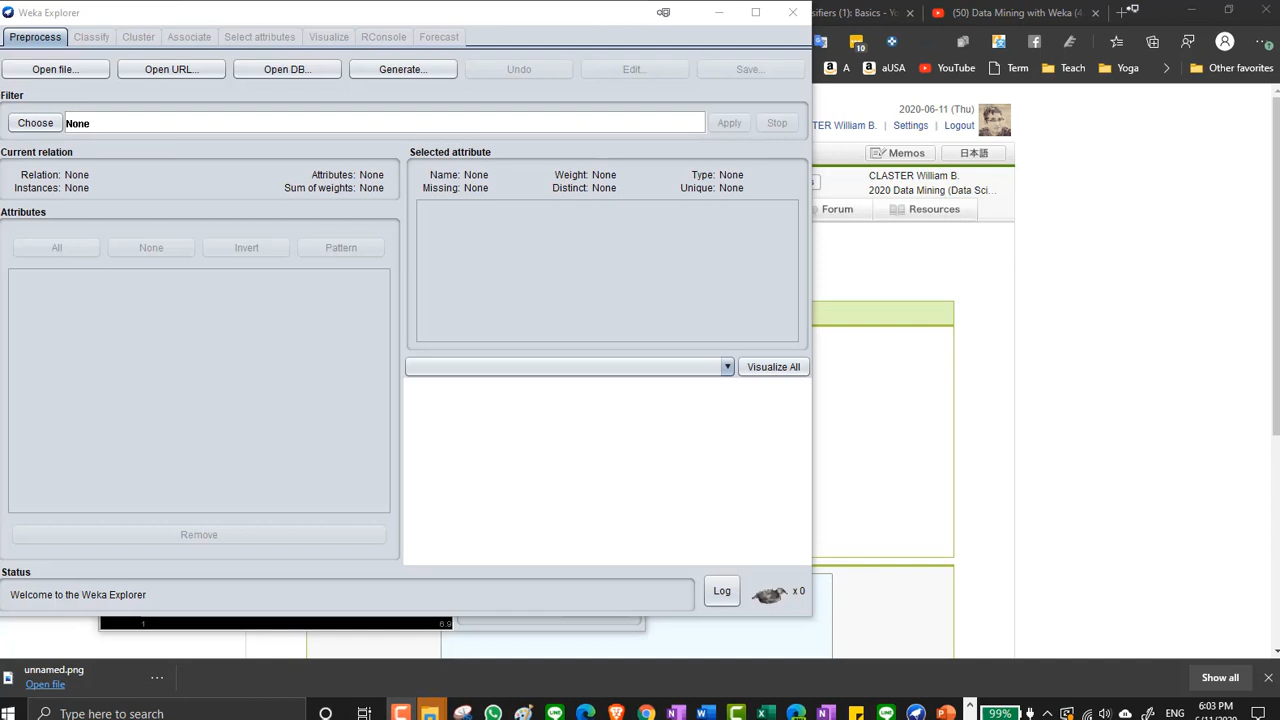 Weka Explorer
Preprocess Classify Cluster Associate Select attributes Visualize RConsole Forecast
Open file... Open URL... Open DB... Generate... Undo Edit... Save...
Filter
Choose None Apply Stop
Current relation
Relation: None Attributes: None
Instances: None Sum of weights: None
Selected attribute
Name: None Weight: None Type: None
Missing: None Distinct: None Unique: None
Attributes
All None Invert Pattern
Remove
Visualize All
Status
Welcome to the Weka Explorer
Log x 0
1 6.9
sifiers (1): Basics - Yo (50) Data Mining with Weka (4
10
A aUSA YouTube Term Teach Yoga Other favorites
2020-06-11 (Thu)
TER William B. Settings Logout
Memos 日本語
CLASTER William B.
2020 Data Mining (Data Sci...
Forum Resources
unnamed.png
Open file
Show all
Type here to search
99% ENG 6:03 PM